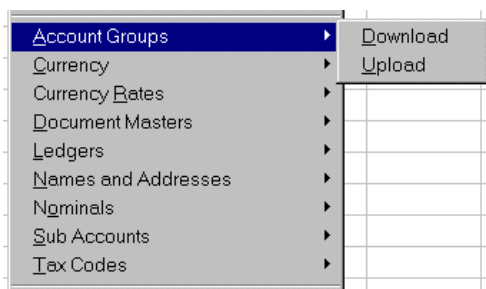 Account Groups
Download
Upload
Currency
Currency Rates
Document Masters
Ledgers
Names and Addresses
Nominals
Sub Accounts
Tax Codes